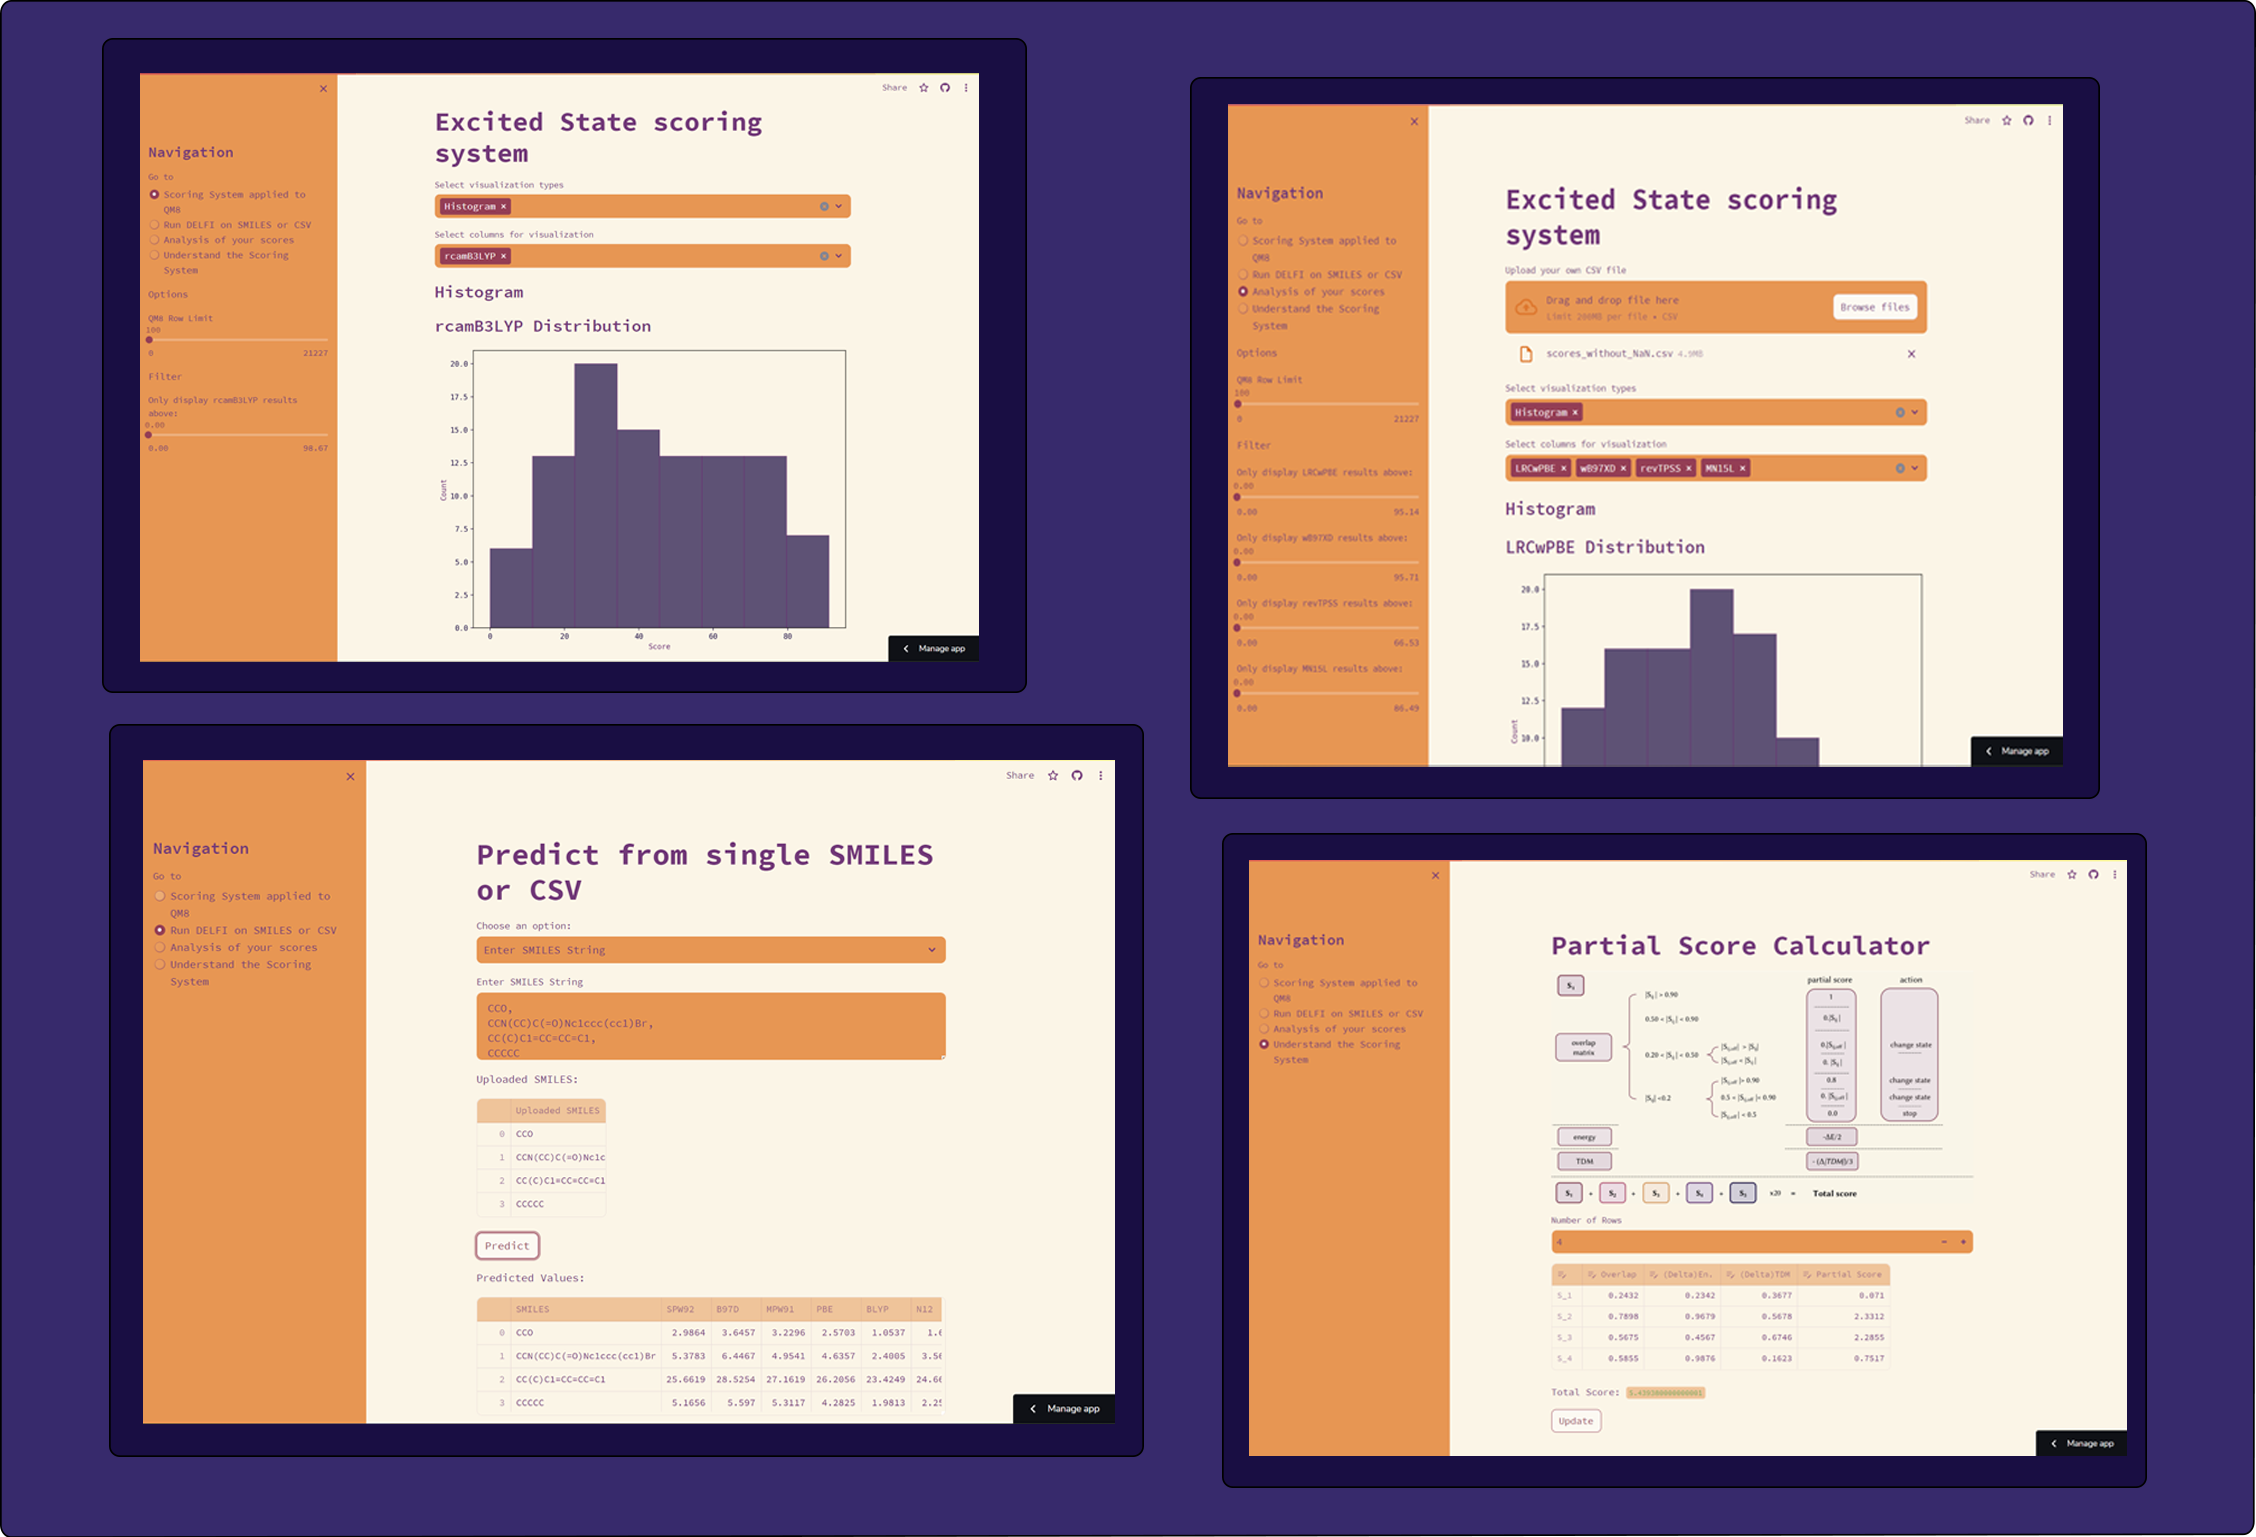 Share
Navigation
Go to
Scoring System applied to
QM8
Run DELFI on SMILES or CSV
Analysis of your scores
Understand the Scoring
System
Options
QM8 Row Limit
100
0 21227
Filter
Only display rcamB3LYP results
above:
0.00
0.00 98.67
Excited State scoring
system
Select visualization types
Histogram ×
Select columns for visualization
rcamB3LYP ×
Histogram
rcamB3LYP Distribution
20.0
17.5
15.0
12.5
10.0
7.5
5.0
2.5
0.0
Count
0 20 40 60 80
Score
Manage app
Share
Navigation
Go to
Scoring System applied to
QM8
Run DELFI on SMILES or CSV
Analysis of your scores
Understand the Scoring
System
Options
QM8 Row Limit
100
0 21227
Filter
Only display LRCwPBE results above:
0.00
0.00 95.14
Only display wB97XD results above:
0.00
0.00 95.71
Only display revTPSS results above:
0.00
0.00 66.53
Only display MN15L results above:
0.00
0.00 86.49
Excited State scoring
system
Upload your own CSV file
Drag and drop file here
Limit 200MB per file • CSV
Browse files
scores_without_NaN.csv 4.9MB
Select visualization types
Histogram ×
Select columns for visualization
LRCwPBE × wB97XD × revTPSS × MN15L ×
Histogram
LRCwPBE Distribution
20.0
17.5
15.0
12.5
10.0
Count
Manage app
Share
Navigation
Go to
Scoring System applied to
QM8
Run DELFI on SMILES or CSV
Analysis of your scores
Understand the Scoring
System
Predict from single SMILES
or CSV
Choose an option:
Enter SMILES String
Enter SMILES String
CCO,
CCN(CC)C(=O)Nc1ccc(cc1)Br,
CC(C)C1=CC=CC=C1,
CCCCC
Uploaded SMILES:
Uploaded SMILES
0 CCO
1 CCN(CC)C(=O)Nc1c
2 CC(C)C1=CC=CC=C1
3 CCCCC
Predict
Predicted Values:
SMILES SPW92 B97D MPW91 PBE BLYP N12
0 CCO 2.9864 3.6457 3.2296 2.5703 1.0537 1.6
1 CCN(CC)C(=O)Nc1ccc(cc1)Br 5.3783 6.4467 4.9541 4.6357 2.4005 3.56
2 CC(C)C1=CC=CC=C1 25.6619 28.5254 27.1619 26.2056 23.4249 24.66
3 CCCCC 5.1656 5.597 5.3117 4.2825 1.9813 2.25
Manage app
Share
Navigation
Go to
Scoring System applied to
QM8
Run DELFI on SMILES or CSV
Analysis of your scores
Understand the Scoring
System
Partial Score Calculator
partial score action
overlap
matrix
1
change state
0.8
change state
change state
0.0 stop
energy -ΔE/2
TDM - (Δ|TDM|)/3
S₁ + S₂ + S₃ + S₄ + S₅ x20 = Total score
Number of Rows
4
Overlap (Delta)En. (Delta)TDM Partial Score
S_1 0.2432 0.2342 0.3677 0.071
S_2 0.7898 0.9679 0.5678 2.3312
S_3 0.5675 0.4567 0.6746 2.2855
S_4 0.5855 0.9876 0.1623 0.7517
Total Score:
Update
Manage app